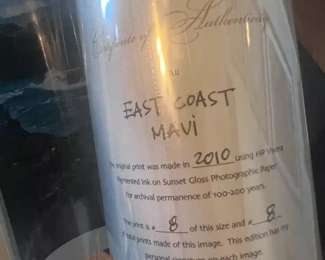 Certificate of Authenticity
EAST COAST
MAVI
original print was made in 2010 using HP Vivera
Pigmented Ink on Sunset Gloss Photographic Paper
for archival permanence of 100-200 years.
The print is # 8 of this size and # 8
of total prints made of this image. This edition has my
personal signature on each image.